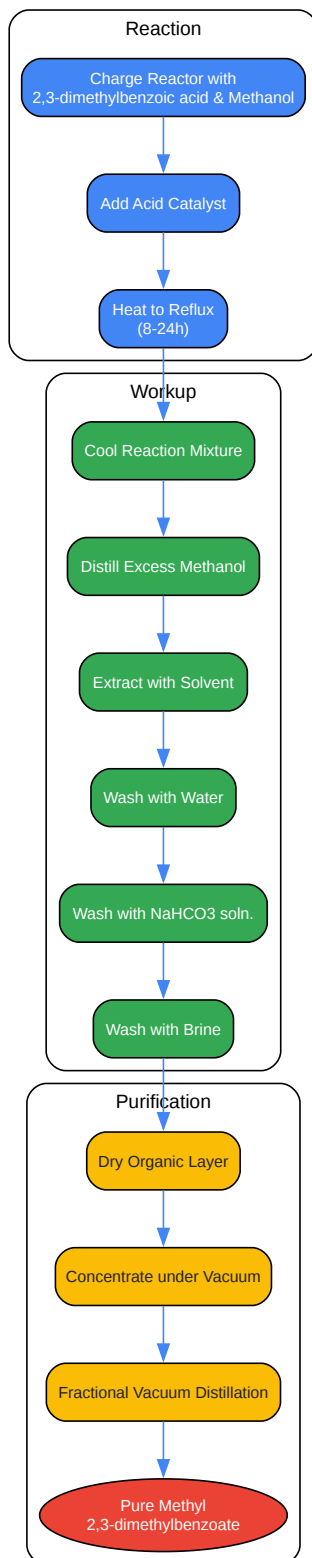 Reaction
Charge Reactor with
2,3-dimethylbenzoic acid & Methanol
Add Acid Catalyst
Heat to Reflux
(8-24h)
Workup
Cool Reaction Mixture
Distill Excess Methanol
Extract with Solvent
Wash with Water
Wash with NaHCO3 soln.
Wash with Brine
Purification
Dry Organic Layer
Concentrate under Vacuum
Fractional Vacuum Distillation
Pure Methyl
2,3-dimethylbenzoate